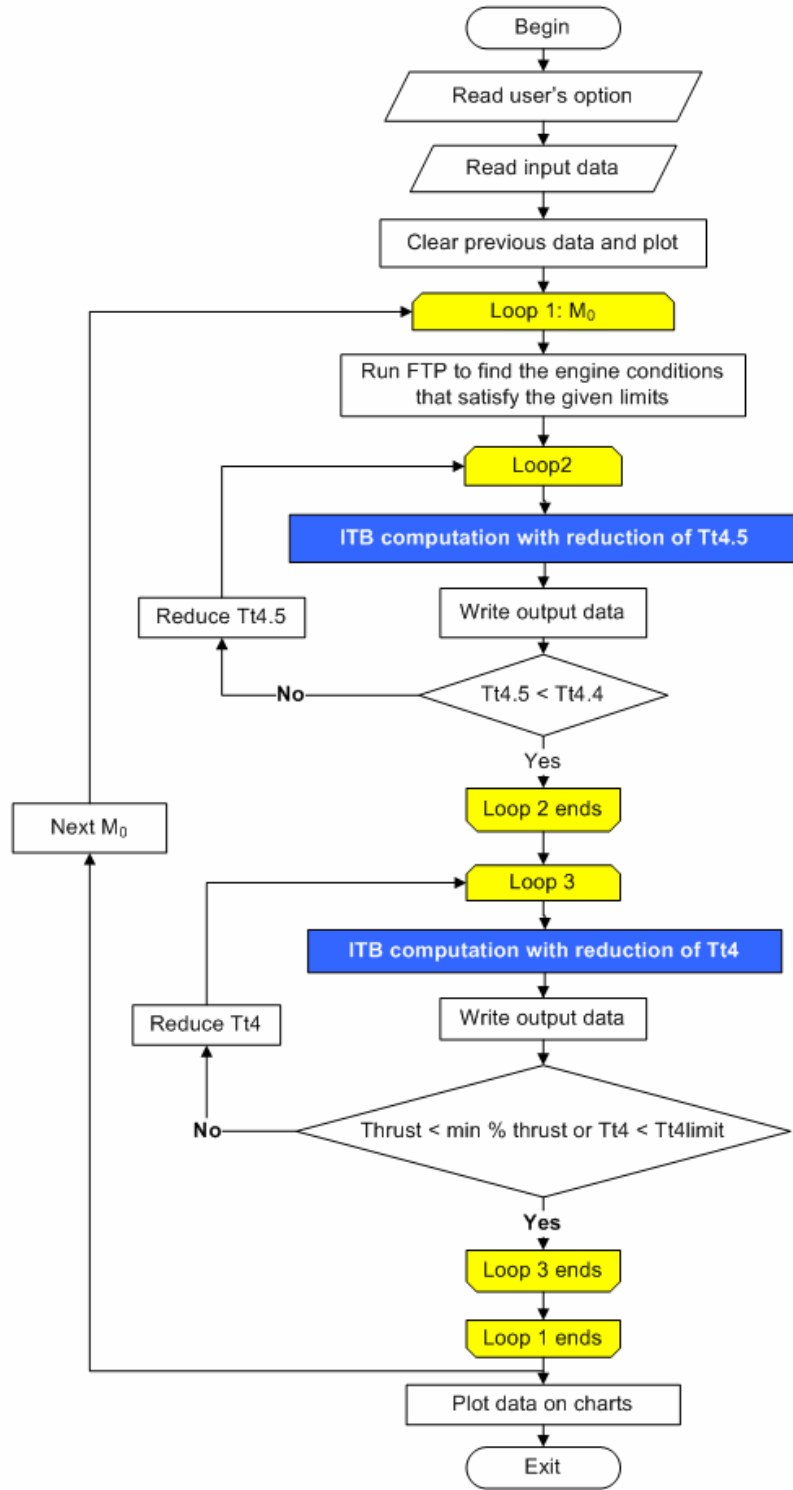 Begin
Read user's option
Read input data
Clear previous data and plot
Loop 1: M₀
Run FTP to find the engine conditions
that satisfy the given limits
Loop2
ITB computation with reduction of Tt4.5
Reduce Tt4.5
Write output data
No
Tt4.5 < Tt4.4
Yes
Next M₀
Loop 2 ends
Loop 3
ITB computation with reduction of Tt4
Reduce Tt4
Write output data
No
Thrust < min % thrust or Tt4 < Tt4limit
Yes
Loop 3 ends
Loop 1 ends
Plot data on charts
Exit